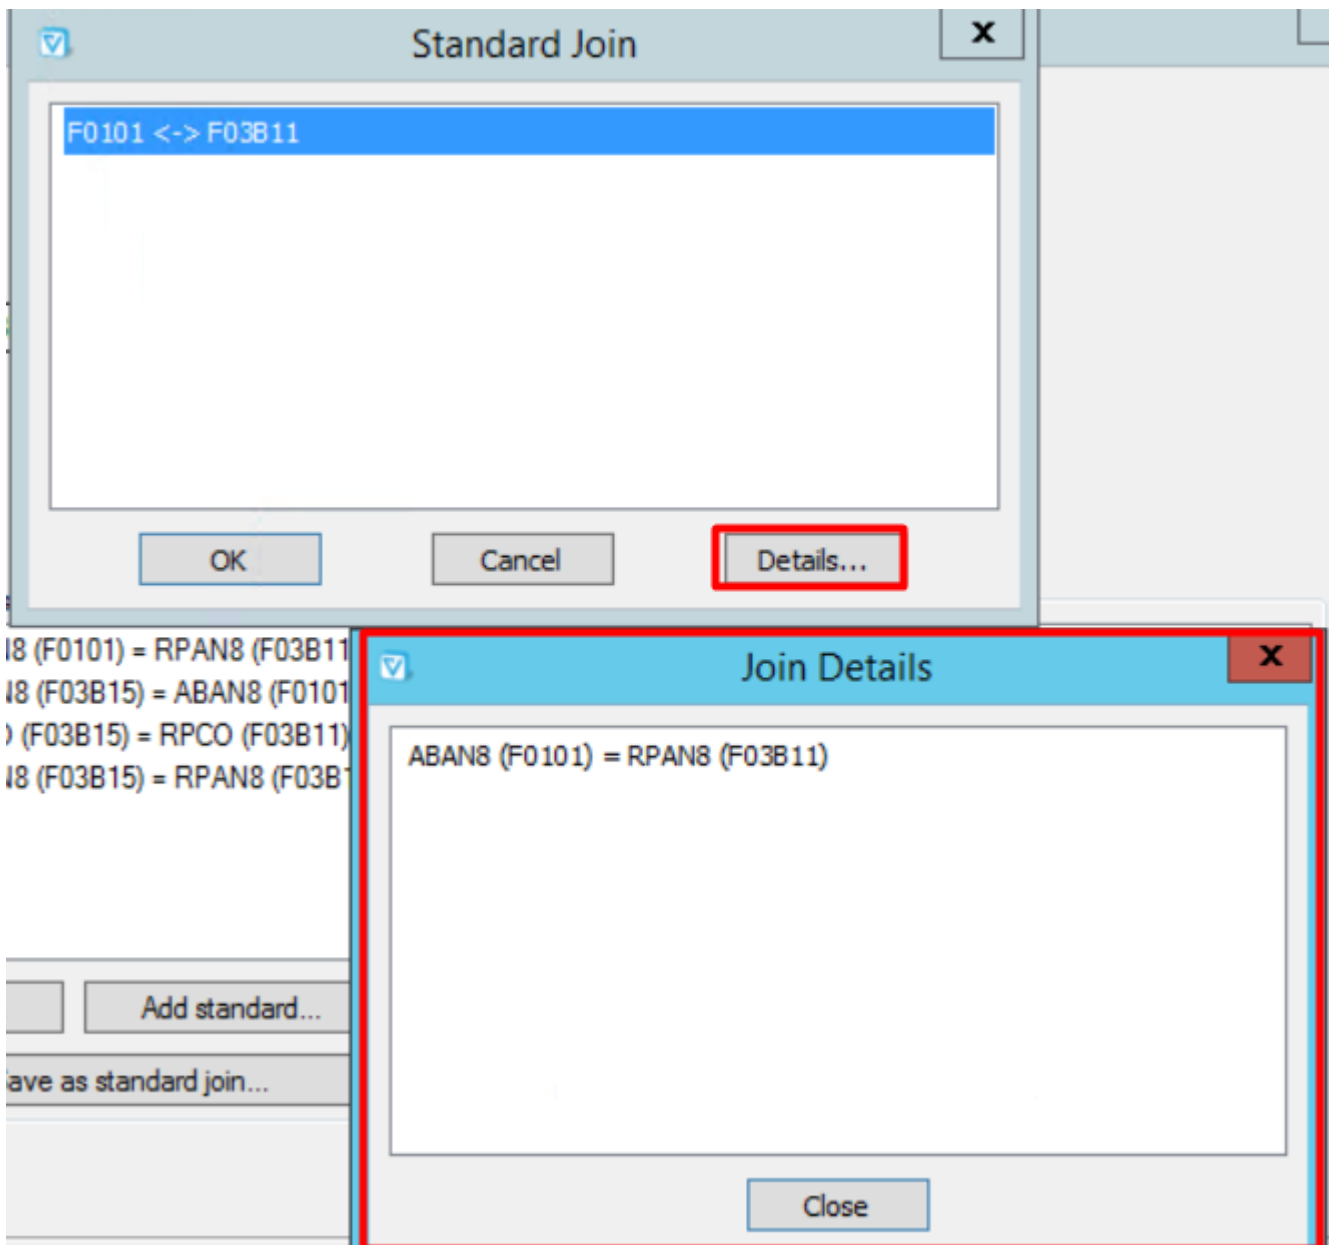 Standard Join
x
F0101 <-> F03B11
OK
Cancel
Details...
(F0101) = RPAN8 (F03B11
(F03B15) = ABAN8 (F0101
(F03B15) = RPCO (F03B11)
(F03B15) = RPAN8 (F03B
Join Details
x
ABAN8 (F0101) = RPAN8 (F03B11)
Add standard...
ave as standard join...
Close